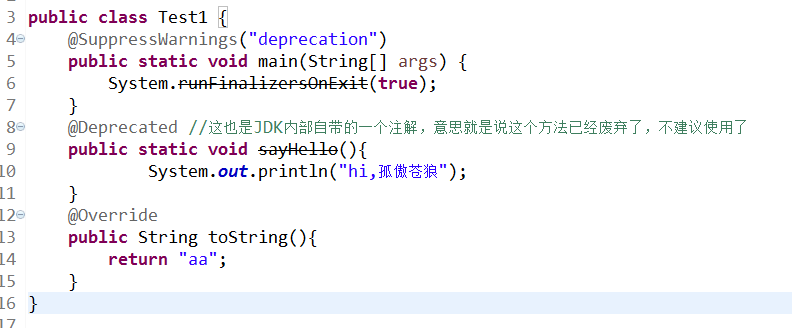 2
3 public class Test1 {
4 @SuppressWarnings("deprecation")
5 public static void main(String[] args) {
6 System.runFinalizersOnExit(true);
7 }
8 @Deprecated //这也是JDK内部自带的一个注解，意思就是说这个方法已经废弃了，不建议使用了
9 public static void sayHello(){
10 System.out.println("hi,孤傲苍狼");
11 }
12 @Override
13 public String toString(){
14 return "aa";
15 }
16 }
17